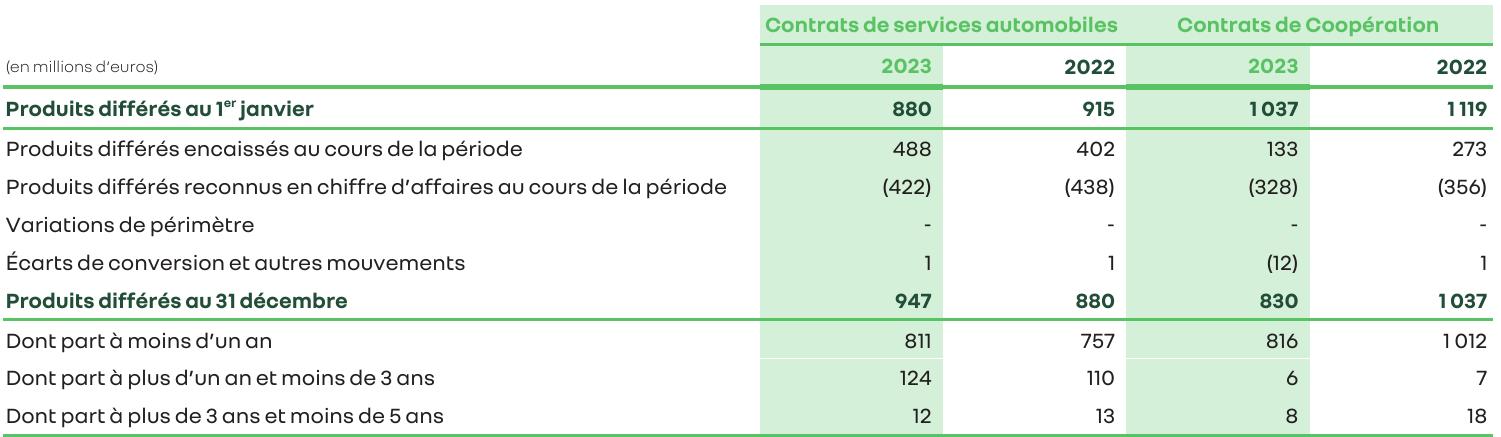 Contrats de services automobiles Contrats de Coopération
(en millions d'euros) 2023 2022 2023 2022
Produits différés au 1er janvier 880 915 1 037 1 119
Produits différés encaissés au cours de la période 488 402 133 273
Produits différés reconnus en chiffre d'affaires au cours de la période (422) (438) (328) (356)
Variations de périmètre - - - -
Écarts de conversion et autres mouvements 1 1 (12) 1
Produits différés au 31 décembre 947 880 830 1 037
Dont part à moins d'un an 811 757 816 1 012
Dont part à plus d'un an et moins de 3 ans 124 110 6 7
Dont part à plus de 3 ans et moins de 5 ans 12 13 8 18